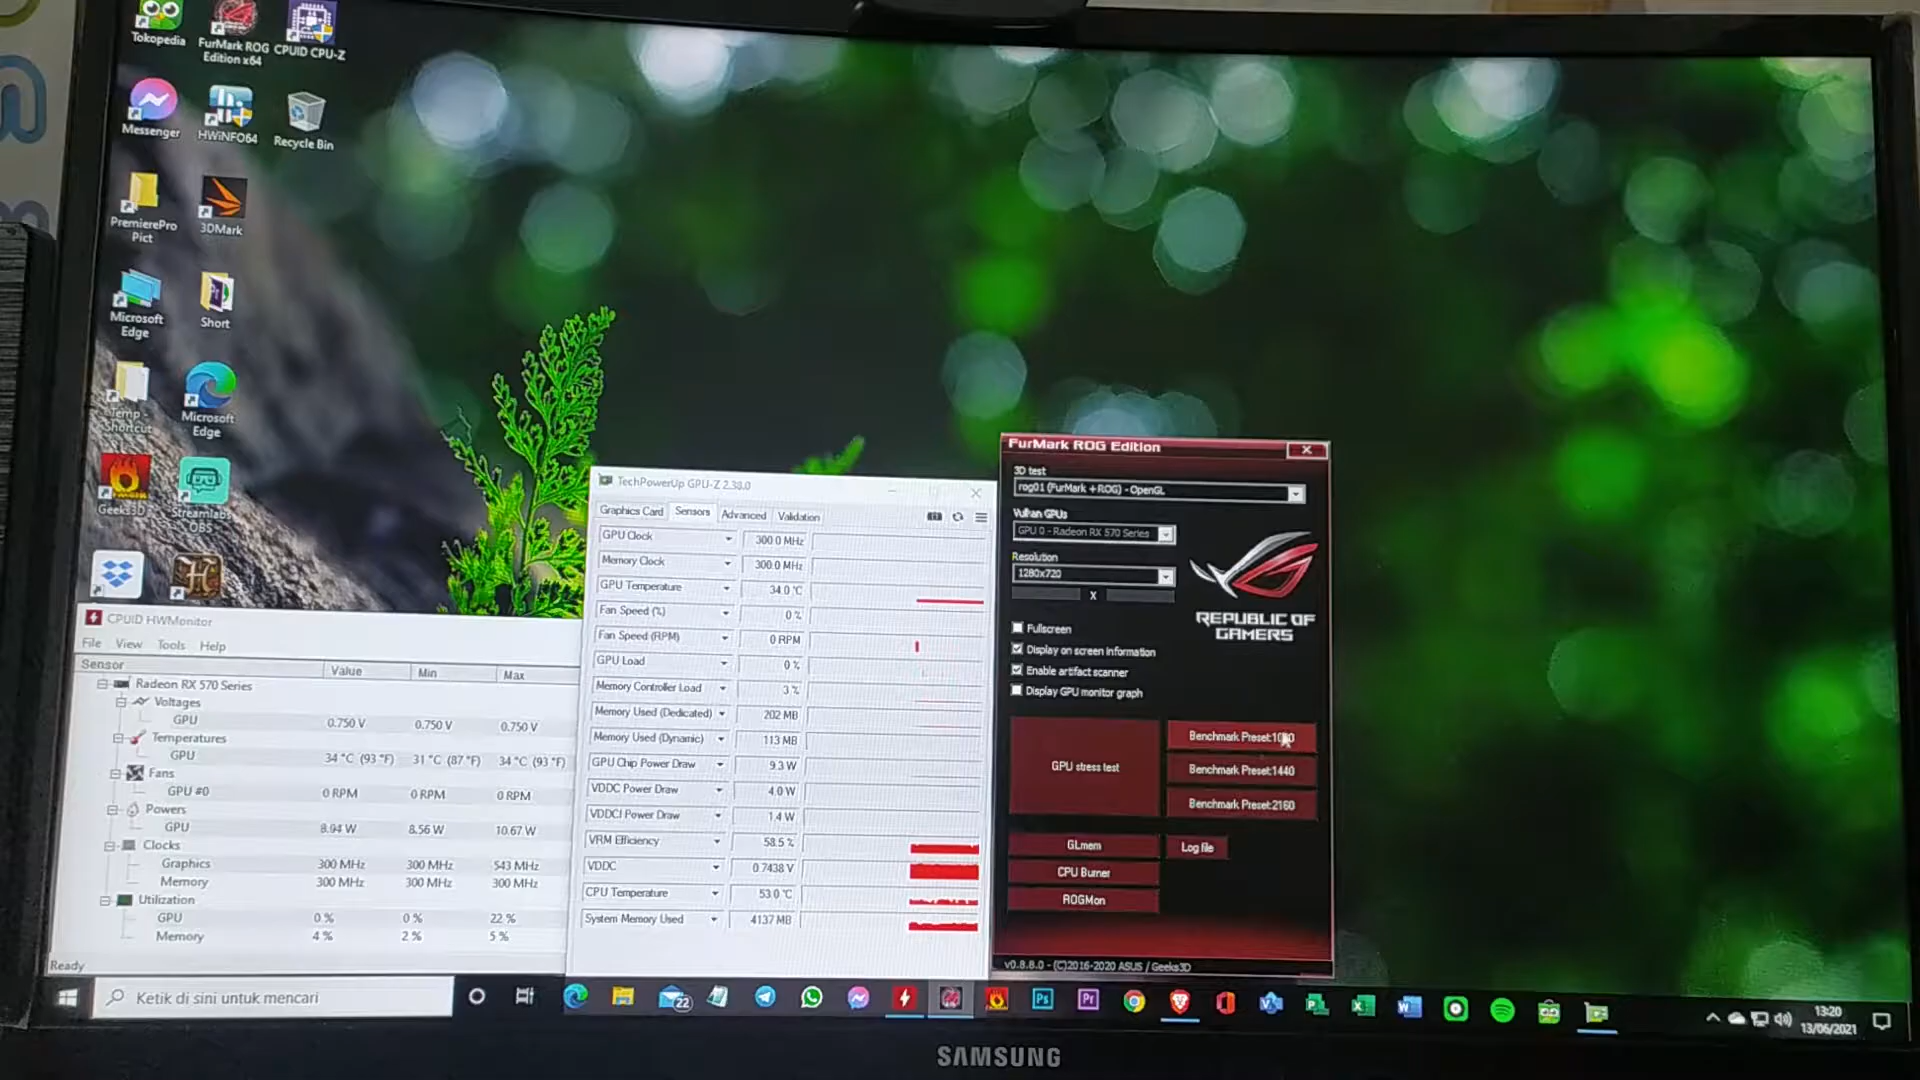 Tokopedia
FurMark ROG
Edition x64
CPUID CPU-Z
Messenger
HWiNFO64
Recycle Bin
PremierePro
Pict
3DMark
Microsoft
Edge
Short
Temp -
Shortcut
Microsoft
Edge
Geeks3D
Streamlabs
OBS
CPUID HWMonitor
File View Tools Help
Sensor Value Min Max
Radeon RX 570 Series
Voltages
GPU 0.750 V 0.750 V 0.750 V
Temperatures
GPU 34 °C (93 °F) 31 °C (87 °F) 34 °C (93 °F)
Fans
GPU #0 0 RPM 0 RPM 0 RPM
Powers
GPU 8.94 W 8.56 W 10.67 W
Clocks
Graphics 300 MHz 300 MHz 543 MHz
Memory 300 MHz 300 MHz 300 MHz
Utilization
GPU 0 % 0 % 22 %
Memory 4 % 2 % 5 %
Ready
TechPowerUp GPU-Z 2.38.0
Graphics Card Sensors Advanced Validation
GPU Clock 300.0 MHz
Memory Clock 300.0 MHz
GPU Temperature 34.0 °C
Fan Speed (%) 0 %
Fan Speed (RPM) 0 RPM
GPU Load 0 %
Memory Controller Load 3 %
Memory Used (Dedicated) 202 MB
Memory Used (Dynamic) 113 MB
GPU Chip Power Draw 9.3 W
VDDC Power Draw 4.0 W
VDDCI Power Draw 1.4 W
VRM Efficiency 58.5 %
VDDC 0.7438 V
CPU Temperature 53.0 °C
System Memory Used 4137 MB
FurMark ROG Edition
3D test
rog01 (FurMark + ROG) - OpenGL
Vulkan GPUs
GPU 0 - Radeon RX 570 Series
Resolution
1280x720
X
REPUBLIC OF
GAMERS
Fullscreen
Display on screen information
Enable artifact scanner
Display GPU monitor graph
GPU stress test
Benchmark Preset:1080
Benchmark Preset:1440
Benchmark Preset:2160
GLmem
Log file
CPU Burner
ROGMon
v0.8.8.0 - (C)2016-2020 ASUS / Geeks3D
Ketik di sini untuk mencari
22
Ps
Pr
13:20
13/06/2021
SAMSUNG